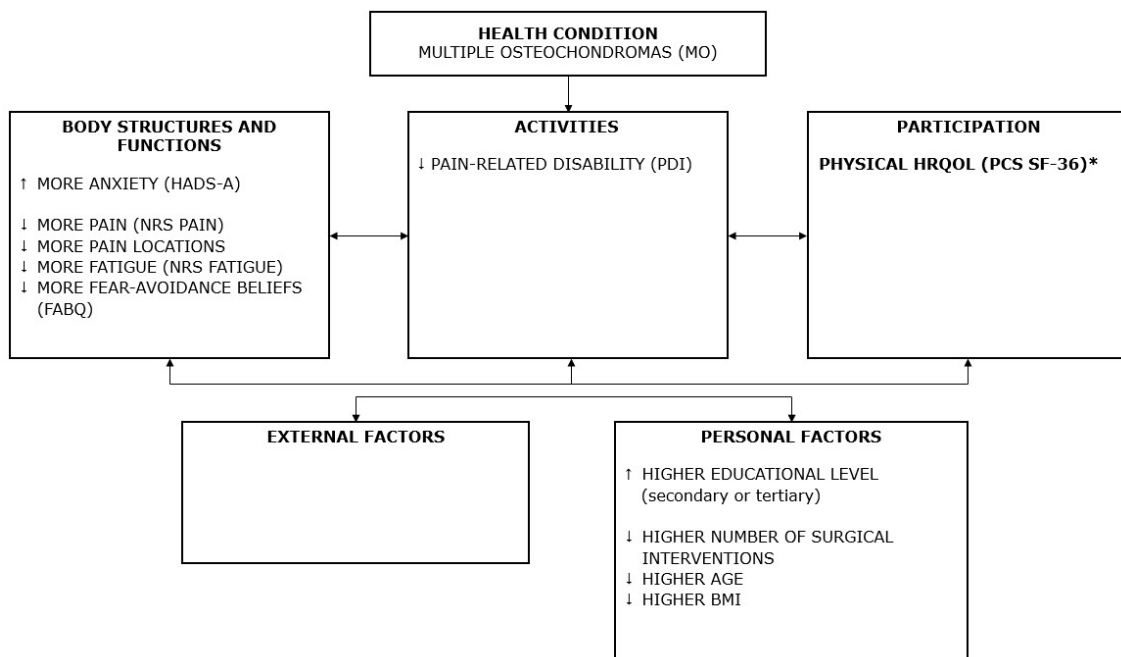 HEALTH CONDITION
MULTIPLE OSTEOCHONDROMAS (MO)
BODY STRUCTURES AND
FUNCTIONS
↑ MORE ANXIETY (HADS-A)
↓ MORE PAIN (NRS PAIN)
↓ MORE PAIN LOCATIONS
↓ MORE FATIGUE (NRS FATIGUE)
↓ MORE FEAR-AVOIDANCE BELIEFS
(FABQ)
ACTIVITIES
↓ PAIN-RELATED DISABILITY (PDI)
PARTICIPATION
PHYSICAL HRQOL (PCS SF-36)*
EXTERNAL FACTORS
PERSONAL FACTORS
↑ HIGHER EDUCATIONAL LEVEL
(secondary or tertiary)
↓ HIGHER NUMBER OF SURGICAL
INTERVENTIONS
↓ HIGHER AGE
↓ HIGHER BMI